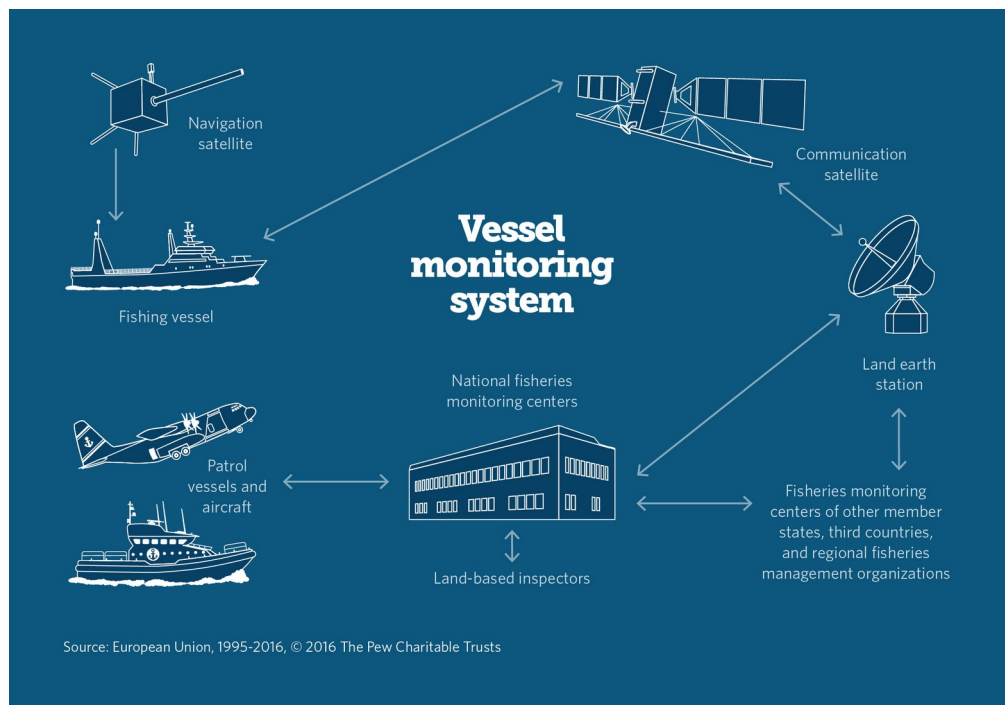 Navigation
satellite
Communication
satellite
Vessel
monitoring
system
Fishing vessel
Land earth
station
National fisheries
monitoring centers
Patrol
vessels and
aircraft
Fisheries monitoring
centers of other member
states, third countries,
and regional fisheries
management organizations
Land-based inspectors
Source: European Union, 1995-2016, © 2016 The Pew Charitable Trusts